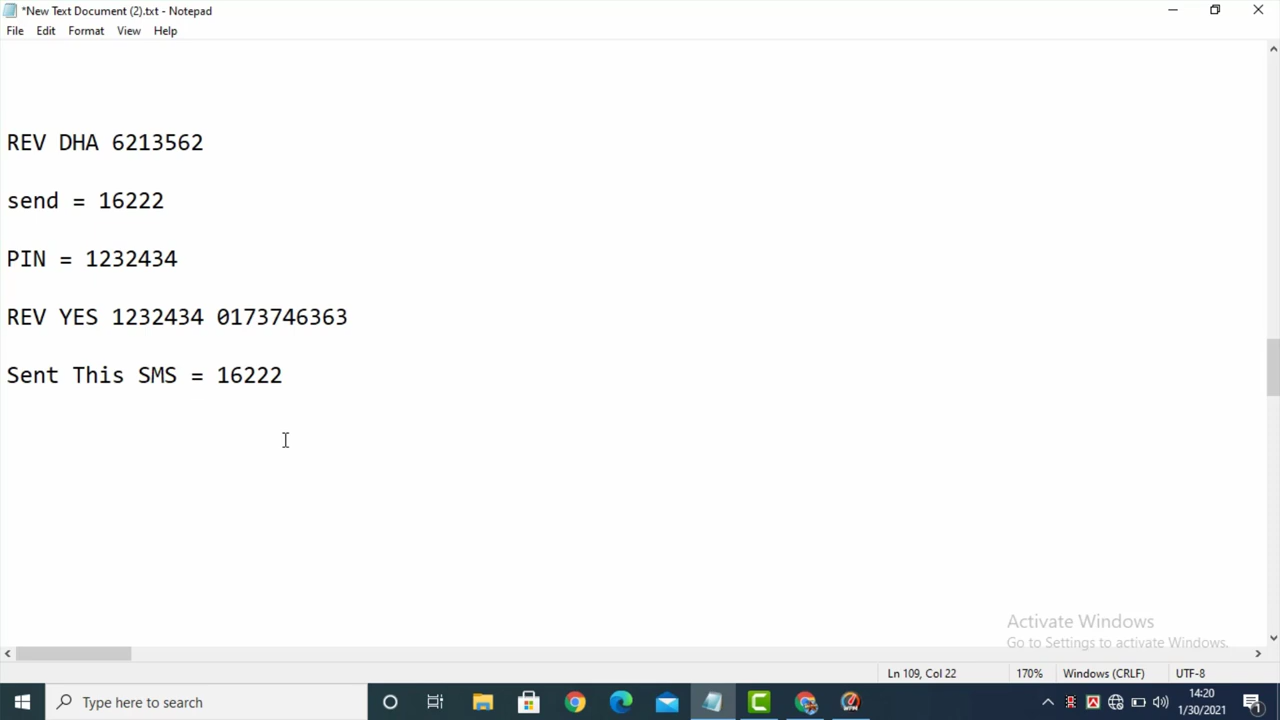 *New Text Document (2).txt - Notepad
File Edit Format View Help
REV DHA 6213562
send = 16222
PIN = 1232434
REV YES 1232434 0173746363
Sent This SMS = 16222
Activate Windows
Go to Settings to activate Windows.
Ln 109, Col 22 170% Windows (CRLF) UTF-8
Type here to search
14:20
1/30/2021
1